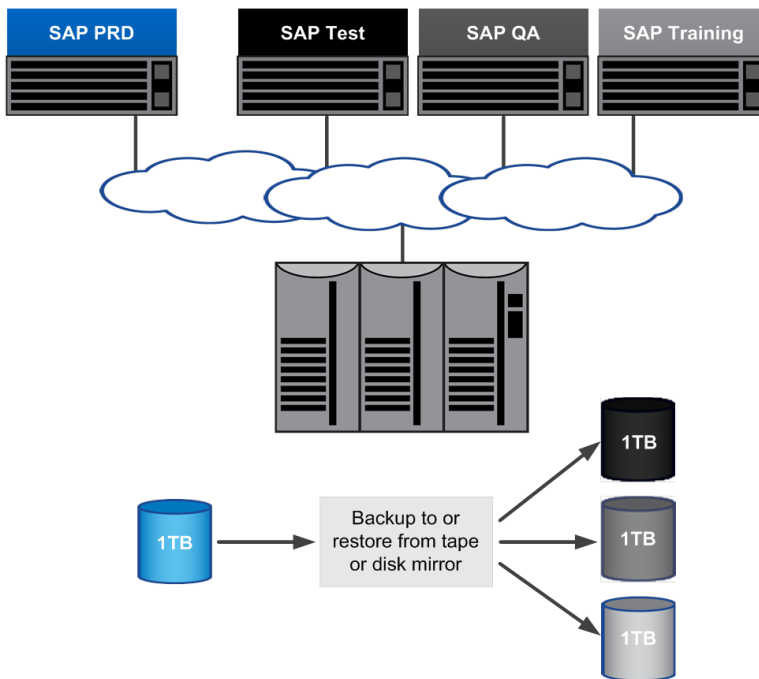 SAP PRD
SAP Test
SAP QA
SAP Training
1TB
Backup to or
restore from tape
or disk mirror
1TB
1TB
1TB